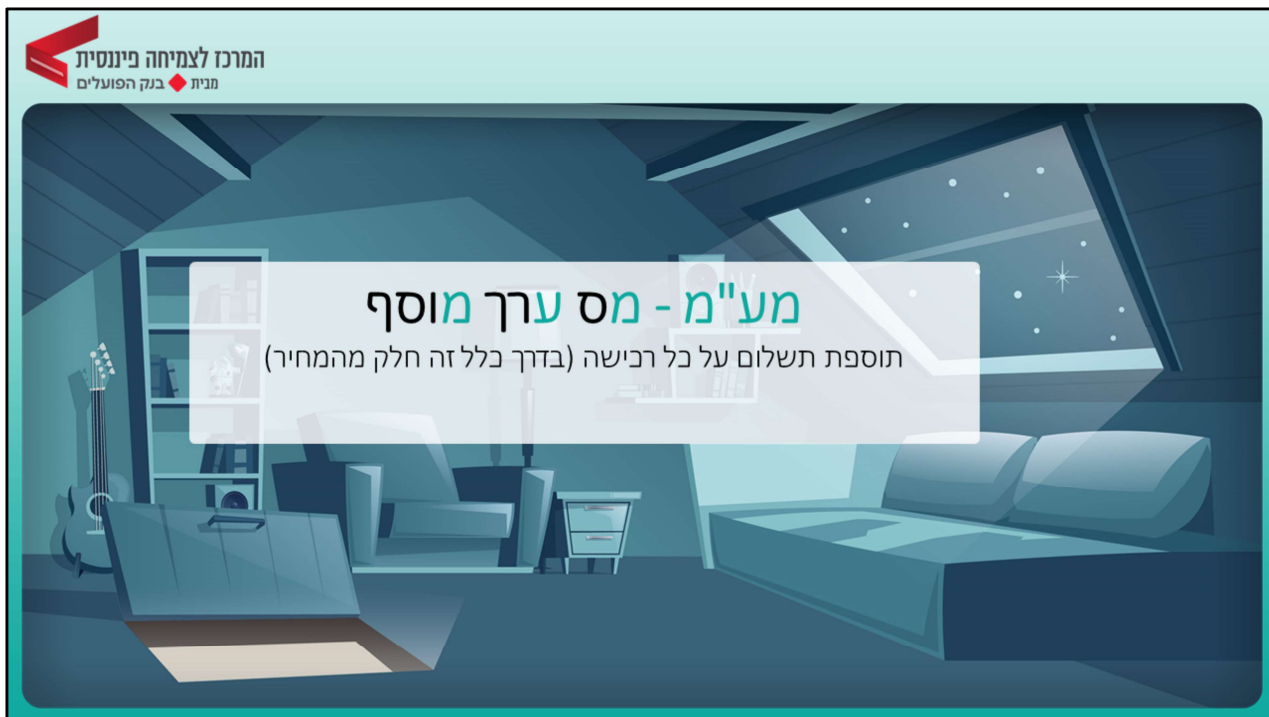 המרכז לצמיחה פיננסית
מבית בנק הפועלים
מע"מ - מס ערך מוסף
תוספת תשלום על כל רכישה (בדרך כלל זה חלק מהמחיר)